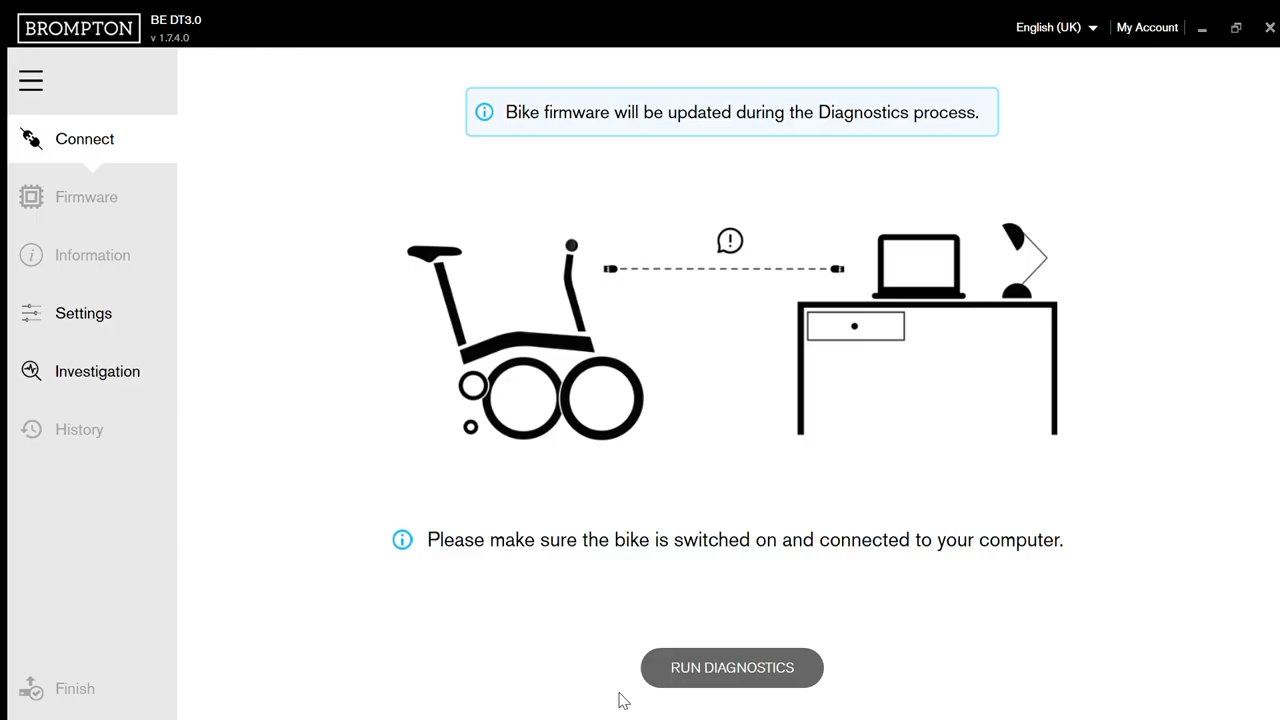 BROMPTON
BE DT3.0
v 1.7.4.0
English (UK)
My Account
Bike firmware will be updated during the Diagnostics process.
Connect
Firmware
Information
Settings
Investigation
History
Please make sure the bike is switched on and connected to your computer.
RUN DIAGNOSTICS
Finish